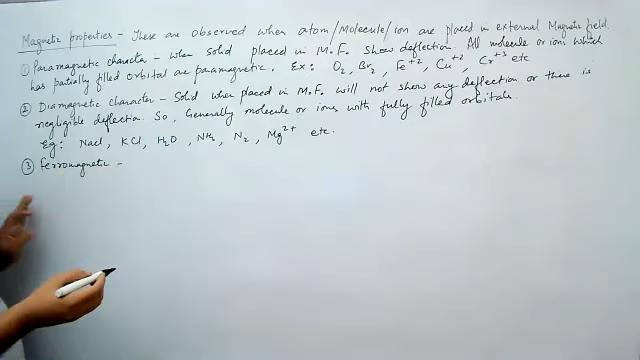 Magnetic properties - These are observed when atom/Molecule/ion are placed in external Magnetic field.
① Paramagnetic character - when solid placed in M.F. show deflection. All molecule or ions which
has partially filled orbital are paramagnetic. Ex: O2, Br2, Fe+2, Cu+2, Cr+3 etc
② Diamagnetic character - Solid when placed in M.F. will not show any deflection or there is
negligible deflection. So, Generally molecule or ions with fully filled orbitals.
Eg: Nacl, KCl, H2O, NH3, N2, Mg2+ etc.
③ ferromagnetic -